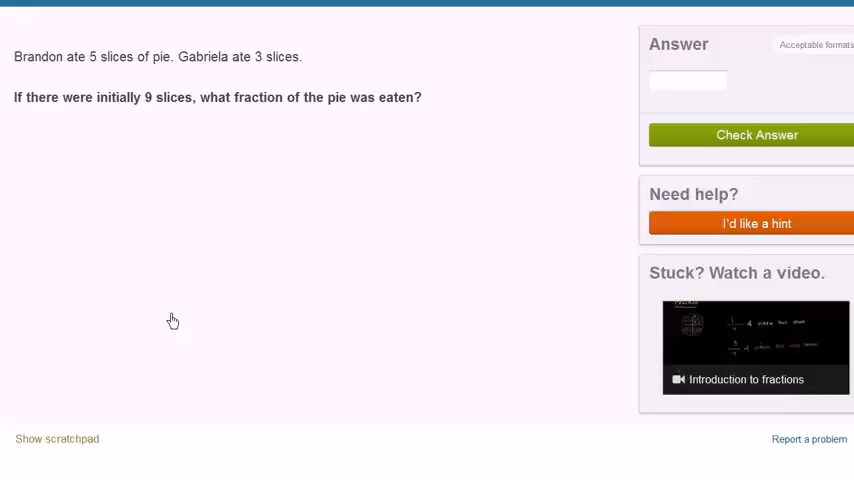 Brandon ate 5 slices of pie. Gabriela ate 3 slices.
If there were initially 9 slices, what fraction of the pie was eaten?
Answer
Acceptable formats
Check Answer
Need help?
I'd like a hint
Stuck? Watch a video.
Introduction to fractions
Show scratchpad
Report a problem